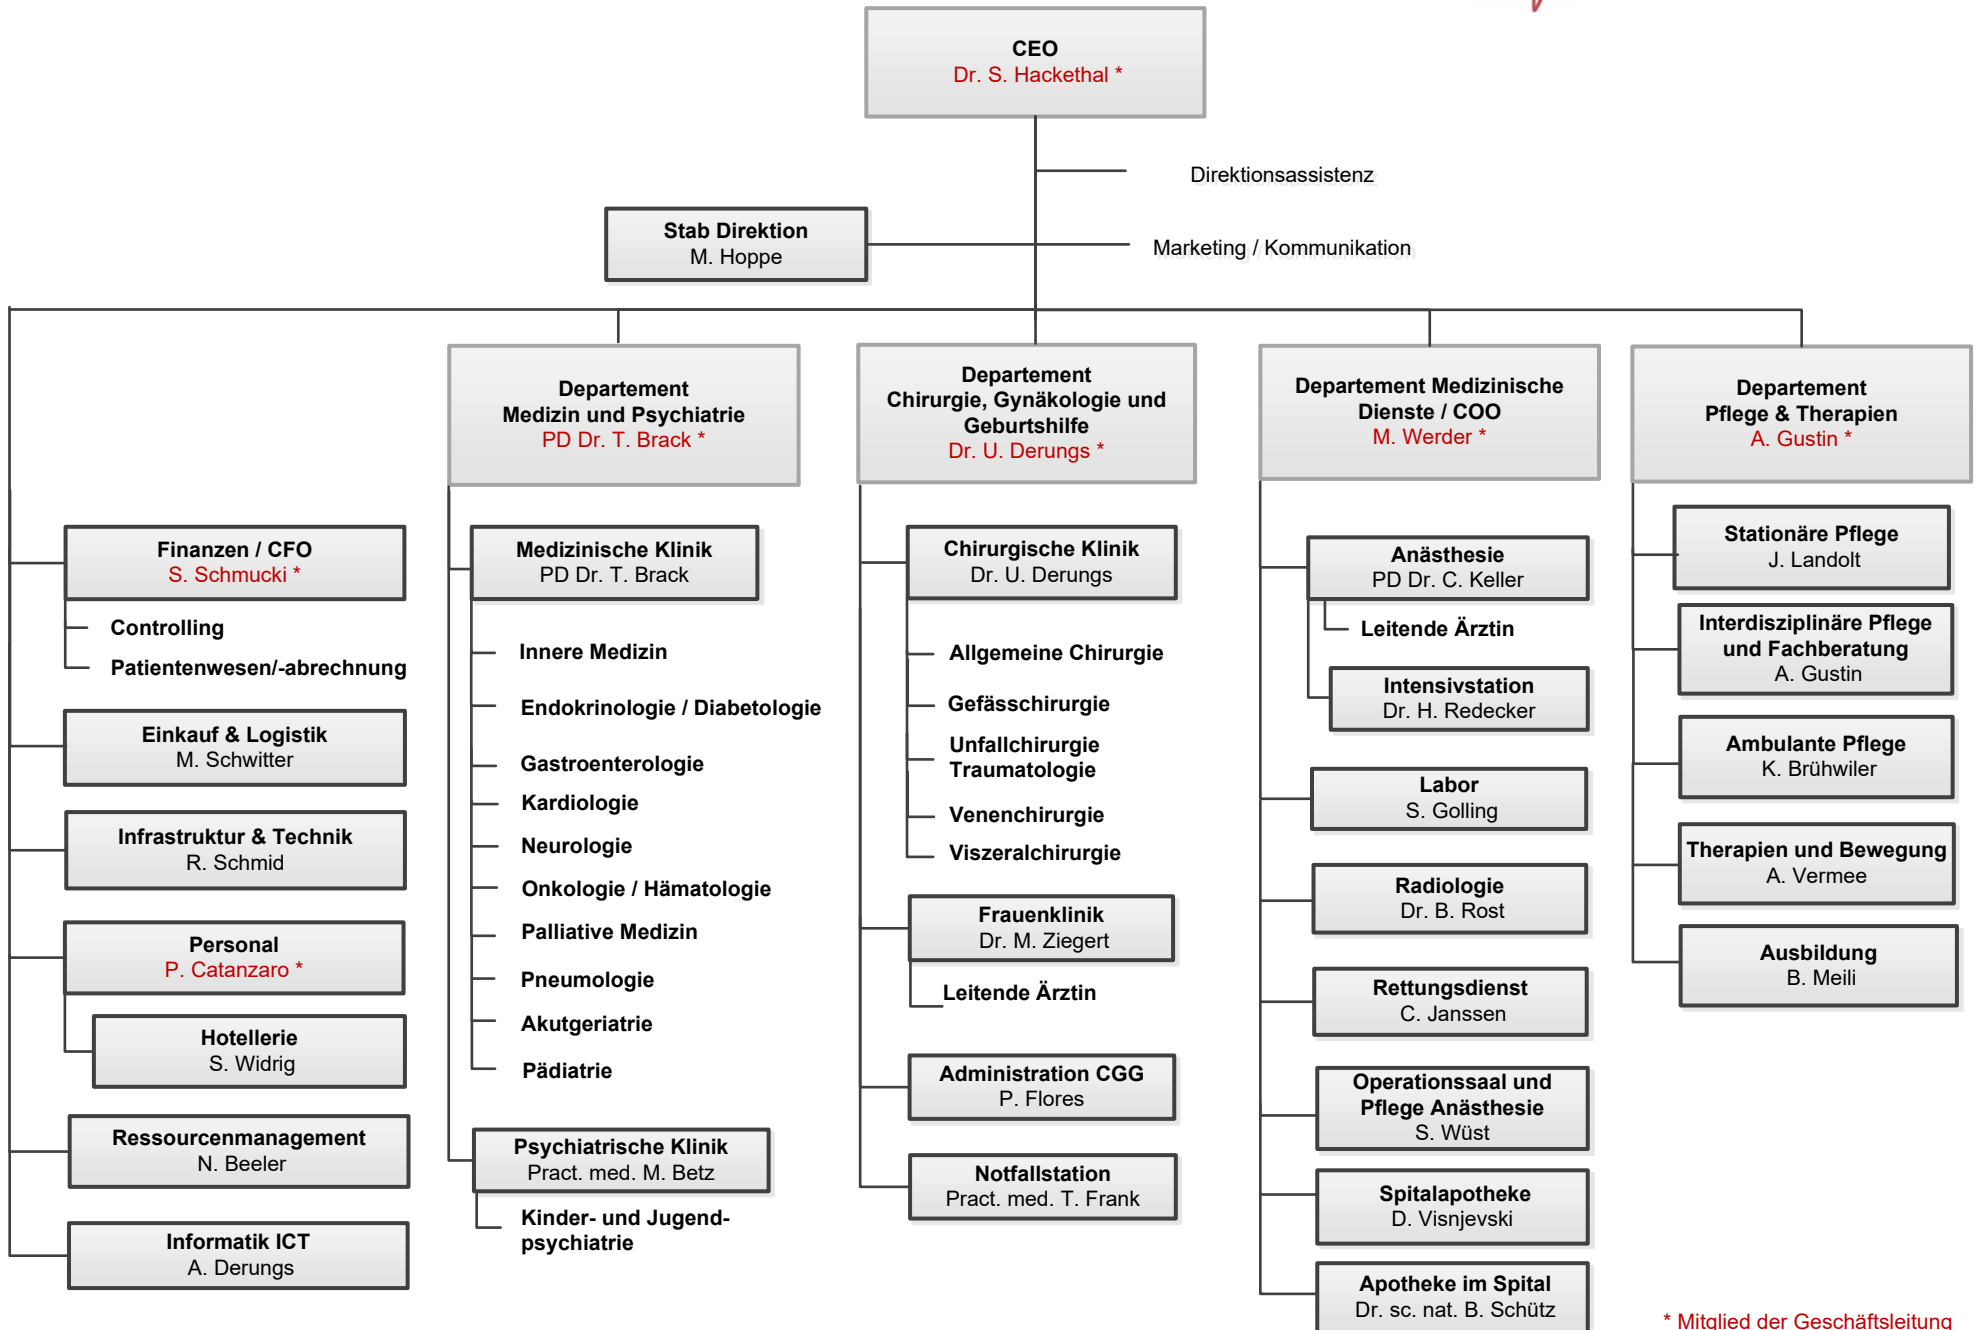 CEO
Dr. S. Hackethal *
Direktionsassistenz
Stab Direktion
M. Hoppe
Marketing / Kommunikation
Finanzen / CFO
S. Schmucki *
Controlling
Patientenwesen/-abrechnung
Einkauf & Logistik
M. Schwitter
Infrastruktur & Technik
R. Schmid
Personal
P. Catanzaro *
Hotellerie
S. Widrig
Ressourcenmanagement
N. Beeler
Informatik ICT
A. Derungs
Departement
Medizin und Psychiatrie
PD Dr. T. Brack *
Medizinische Klinik
PD Dr. T. Brack
Innere Medizin
Endokrinologie / Diabetologie
Gastroenterologie
Kardiologie
Neurologie
Onkologie / Hämatologie
Palliative Medizin
Pneumologie
Akutgeriatrie
Pädiatrie
Psychiatrische Klinik
Pract. med. M. Betz
Kinder- und Jugend-
psychiatrie
Departement
Chirurgie, Gynäkologie und
Geburtshilfe
Dr. U. Derungs *
Chirurgische Klinik
Dr. U. Derungs
Allgemeine Chirurgie
Gefässchirurgie
Unfallchirurgie
Traumatologie
Venenchirurgie
Viszeralchirurgie
Frauenklinik
Dr. M. Ziegert
Leitende Ärztin
Administration CGG
P. Flores
Notfallstation
Pract. med. T. Frank
Departement Medizinische
Dienste / COO
M. Werder *
Anästhesie
PD Dr. C. Keller
Leitende Ärztin
Intensivstation
Dr. H. Redecker
Labor
S. Golling
Radiologie
Dr. B. Rost
Rettungsdienst
C. Janssen
Operationssaal und
Pflege Anästhesie
S. Wüst
Spitalapotheke
D. Visnjevski
Apotheke im Spital
Dr. sc. nat. B. Schütz
Departement
Pflege & Therapien
A. Gustin *
Stationäre Pflege
J. Landolt
Interdisziplinäre Pflege
und Fachberatung
A. Gustin
Ambulante Pflege
K. Brühwiler
Therapien und Bewegung
A. Vermee
Ausbildung
B. Meili
* Mitglied der Geschäftsleitung